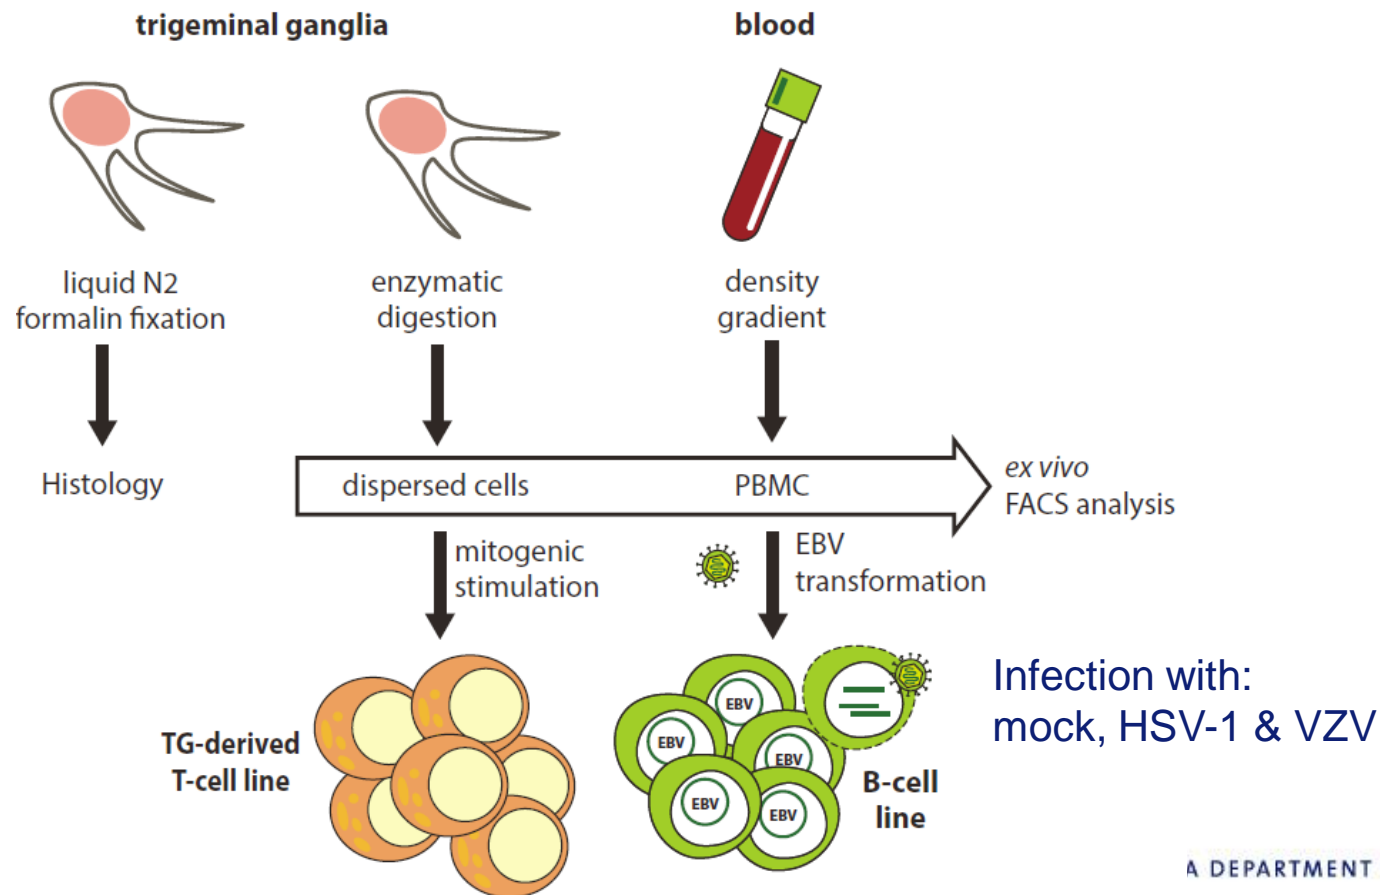 trigeminal ganglia
blood
liquid N2
formalin fixation
enzymatic
digestion
density
gradient
Histology
dispersed cells
PBMC
ex vivo
FACS analysis
mitogenic
stimulation
EBV
transformation
TG-derived
T-cell line
EBV
EBV
EBV
EBV
EBV
B-cell
line
Infection with:
mock, HSV-1 & VZV
A DEPARTMENT